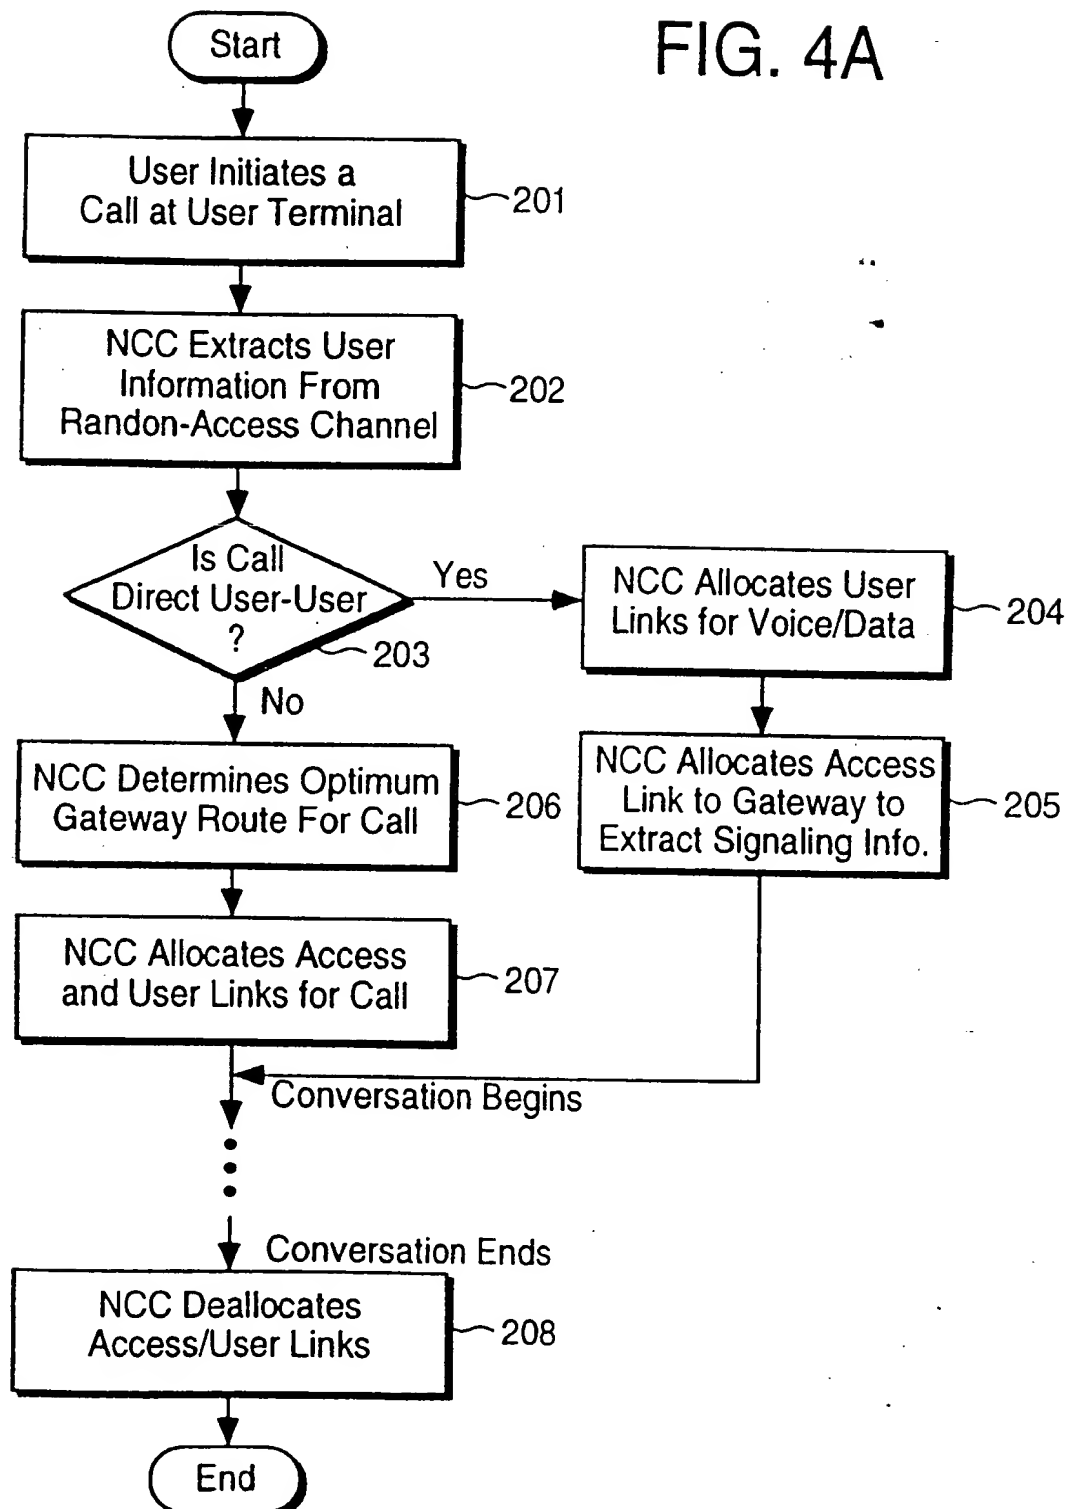 FIG. 4A
Start
User Initiates a
Call at User Terminal
201
NCC Extracts User
Information From
Randon-Access Channel
202
Is Call
Direct User-User
?
203
Yes
No
NCC Allocates User
Links for Voice/Data
204
NCC Allocates Access
Link to Gateway to
Extract Signaling Info.
205
NCC Determines Optimum
Gateway Route For Call
206
NCC Allocates Access
and User Links for Call
207
Conversation Begins
Conversation Ends
NCC Deallocates
Access/User Links
208
End